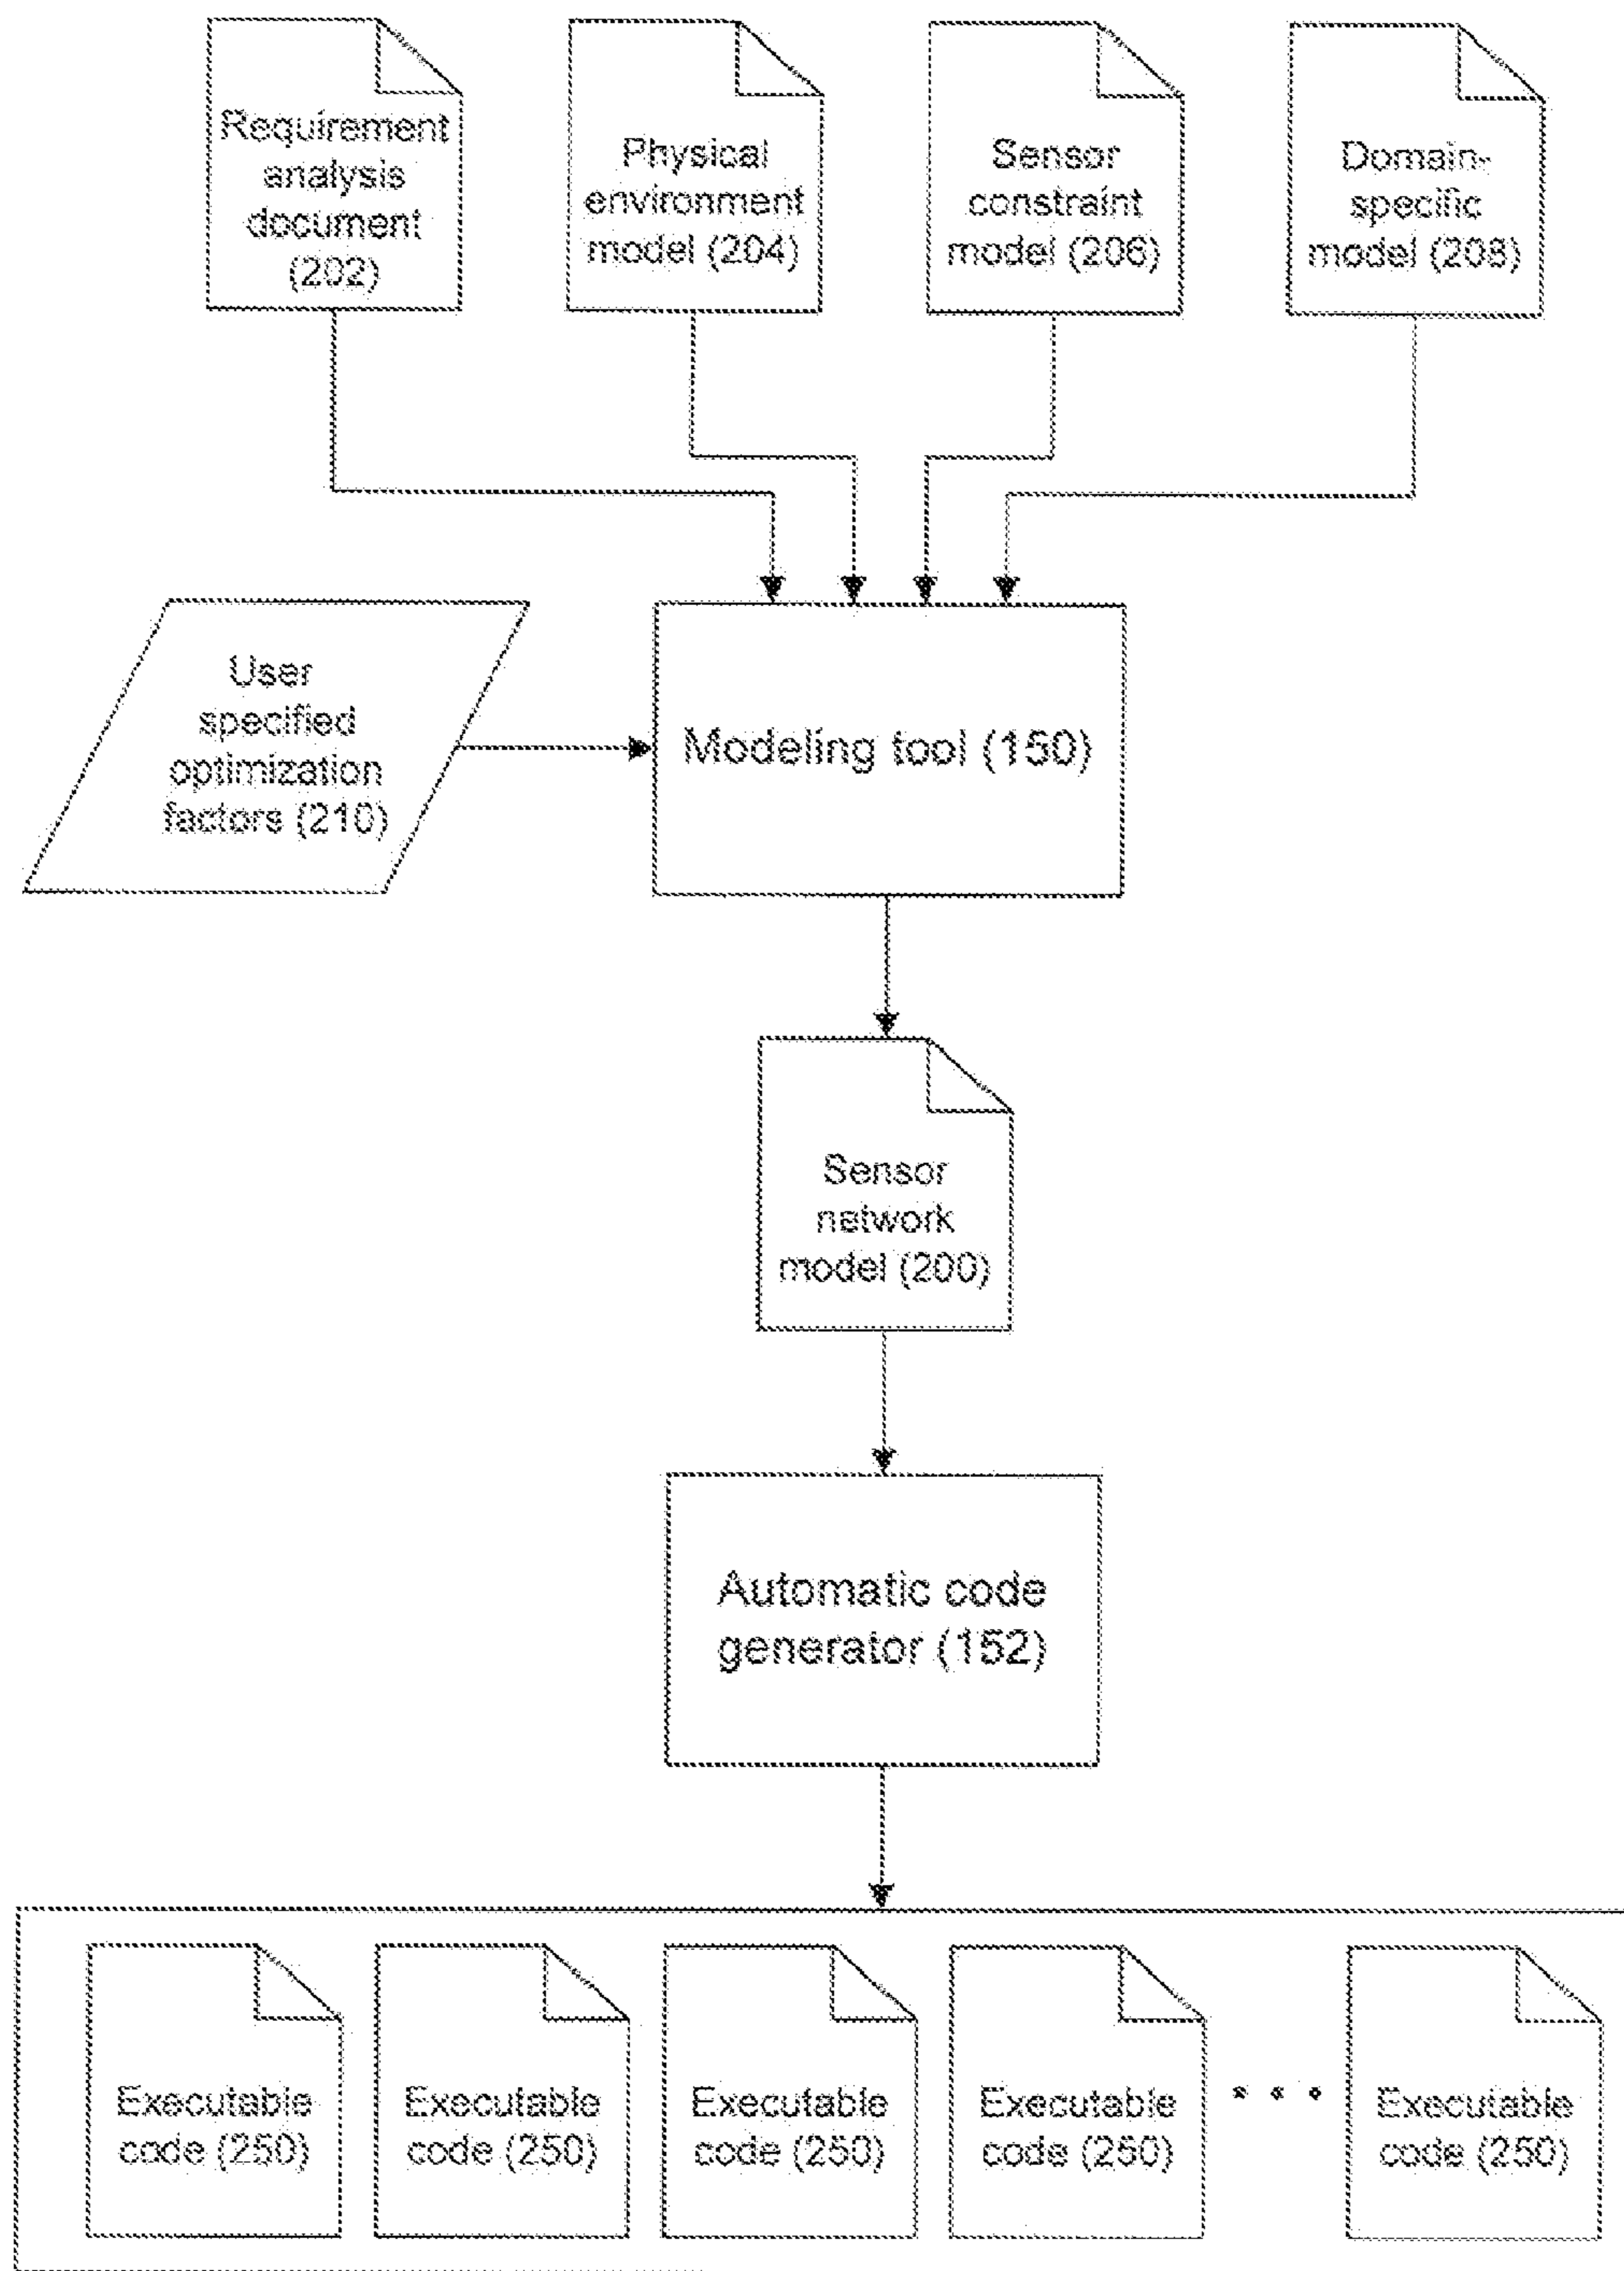 Requirement
analysis
document
(202)
Physical
environment
model (204)
Sensor
constraint
model (206)
Domain-
specific
model (208)
User
specified
optimization
factors (210)
Modeling tool (150)
Sensor
network
model (200)
Automatic code
generator (152)
Executable
code (250)
Executable
code (250)
Executable
code (250)
Executable
code (250)
Executable
code (250)